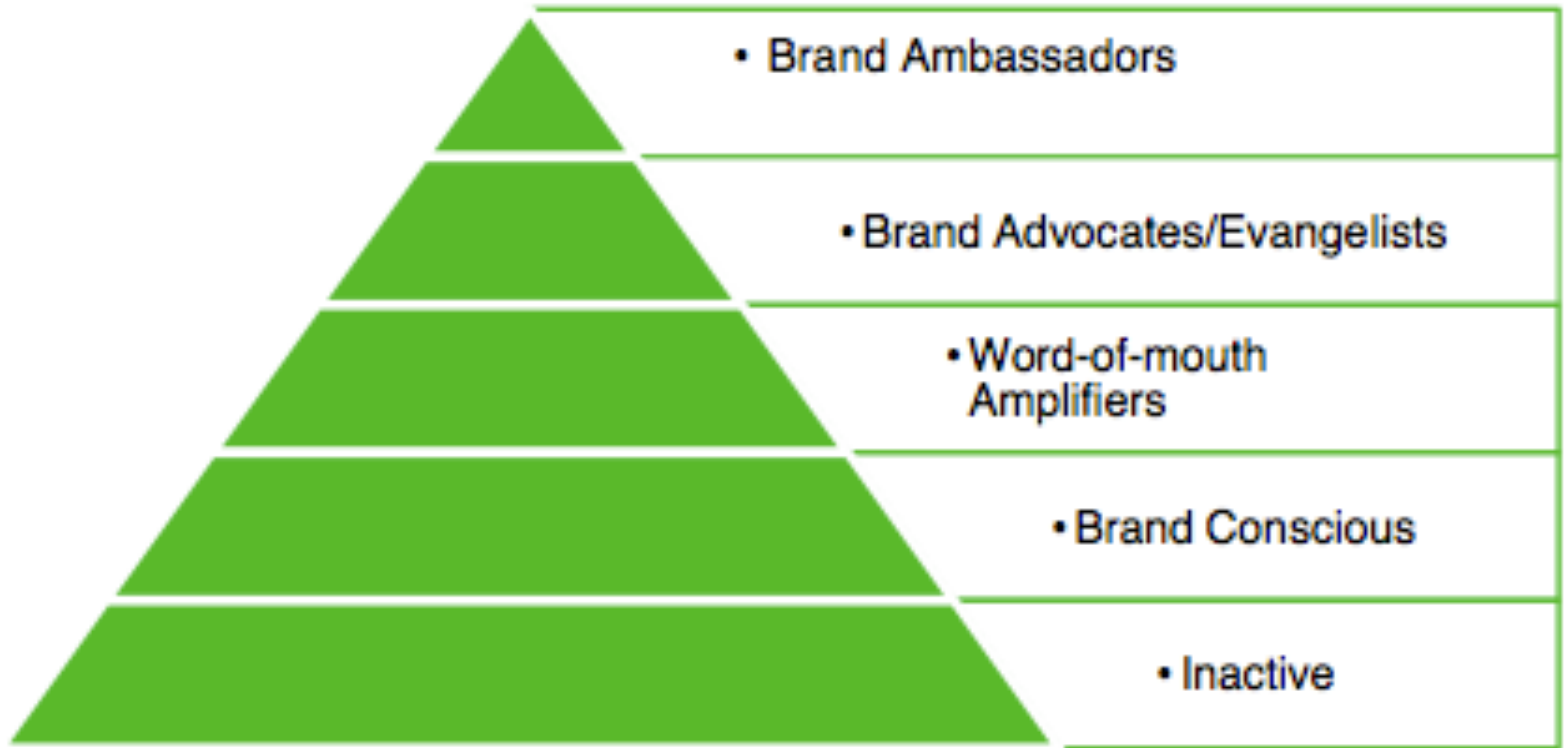 • Brand Ambassadors
• Brand Advocates/Evangelists
• Word-of-mouth
Amplifiers
• Brand Conscious
• Inactive